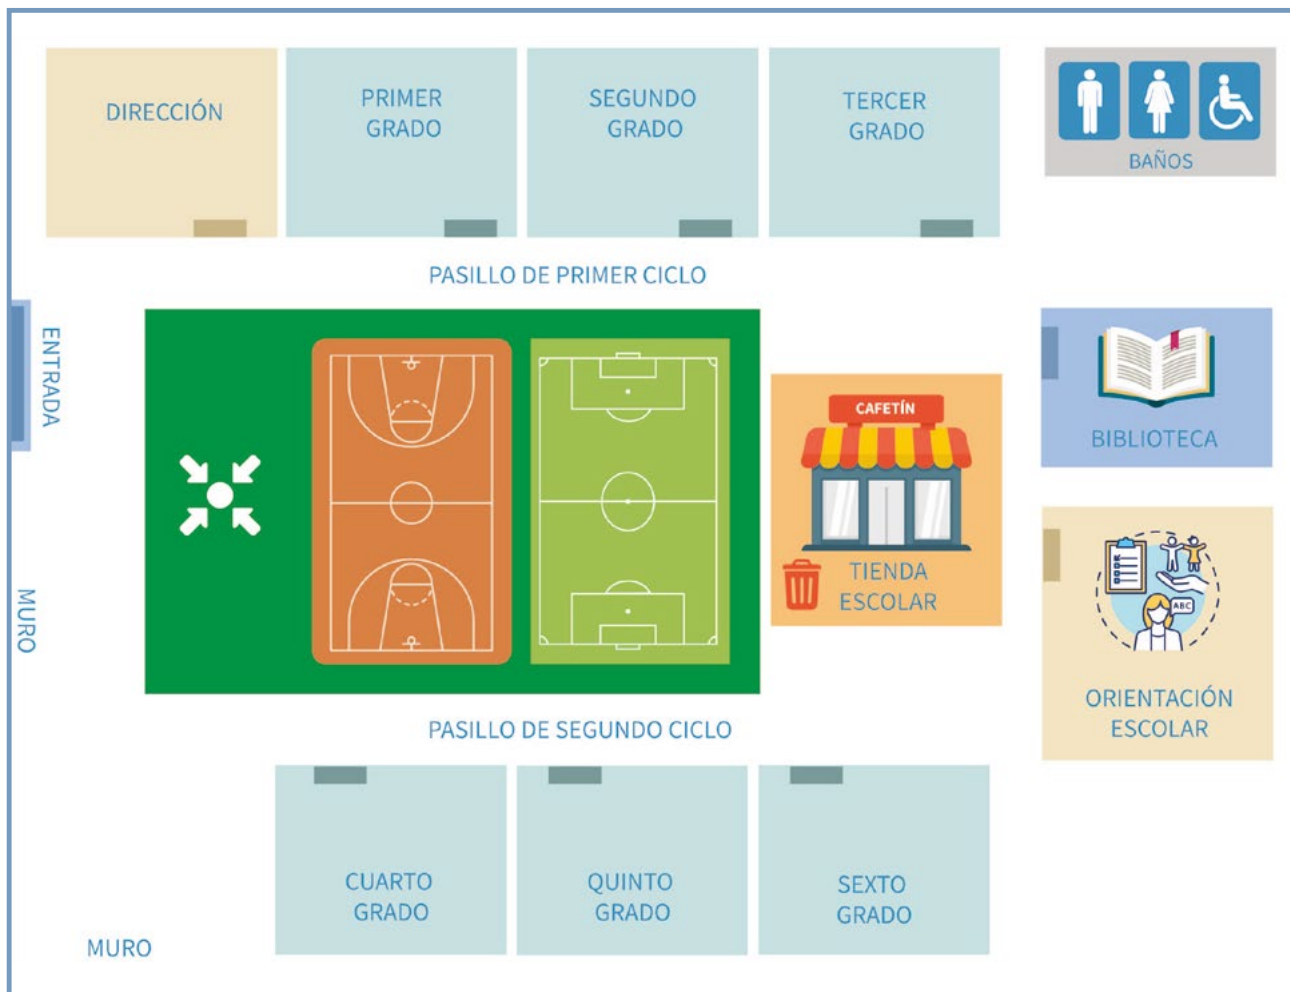 DIRECCIÓN
PRIMER
GRADO
SEGUNDO
GRADO
TERCER
GRADO
BAÑOS
PASILLO DE PRIMER CICLO
ENTRADA
CAFETÍN
BIBLIOTECA
TIENDA
ESCOLAR
MURO
ABC
ORIENTACIÓN
ESCOLAR
PASILLO DE SEGUNDO CICLO
CUARTO
GRADO
QUINTO
GRADO
SEXTO
GRADO
MURO